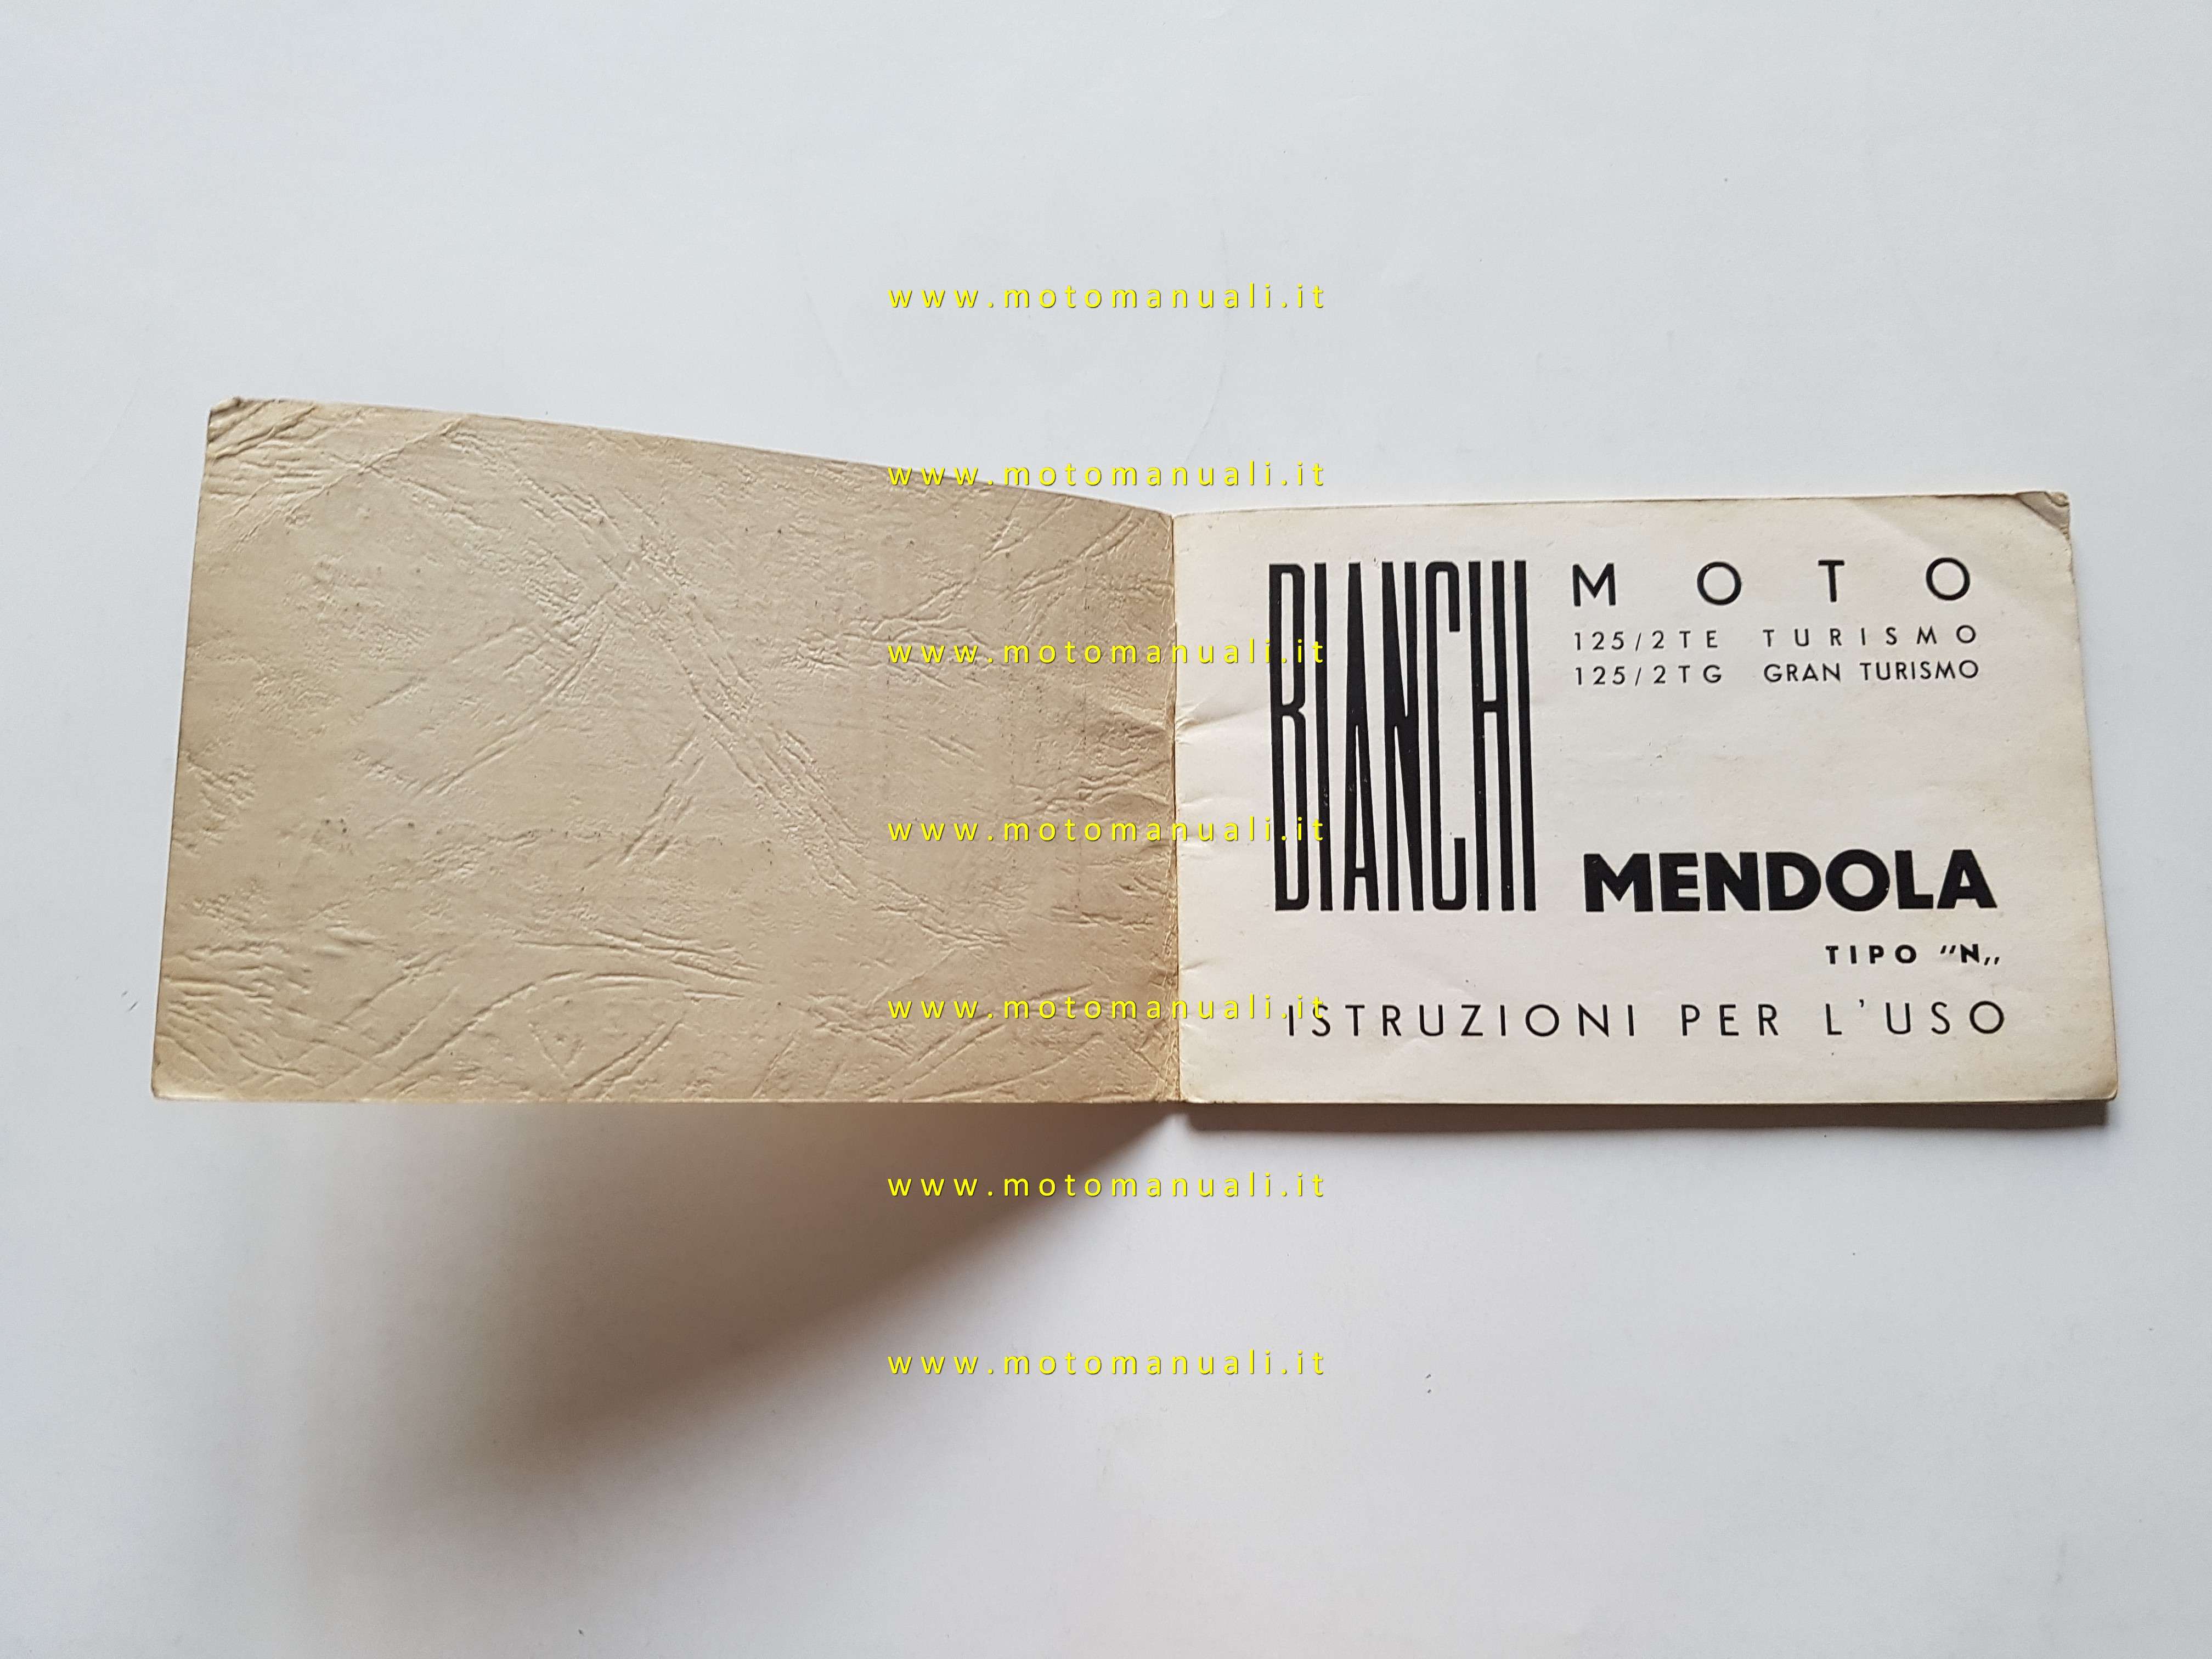 www.motomanuali.it
www.motomanuali.it
www.motomanuali.it
www.motomanuali.it
www.motomanuali.it
www.motomanuali.it
www.motomanuali.it
BIANCHI
MOTO
125/2TE TURISMO
125/2TG GRAN TURISMO
MENDOLA
TIPO "N„
ISTRUZIONI PER L'USO